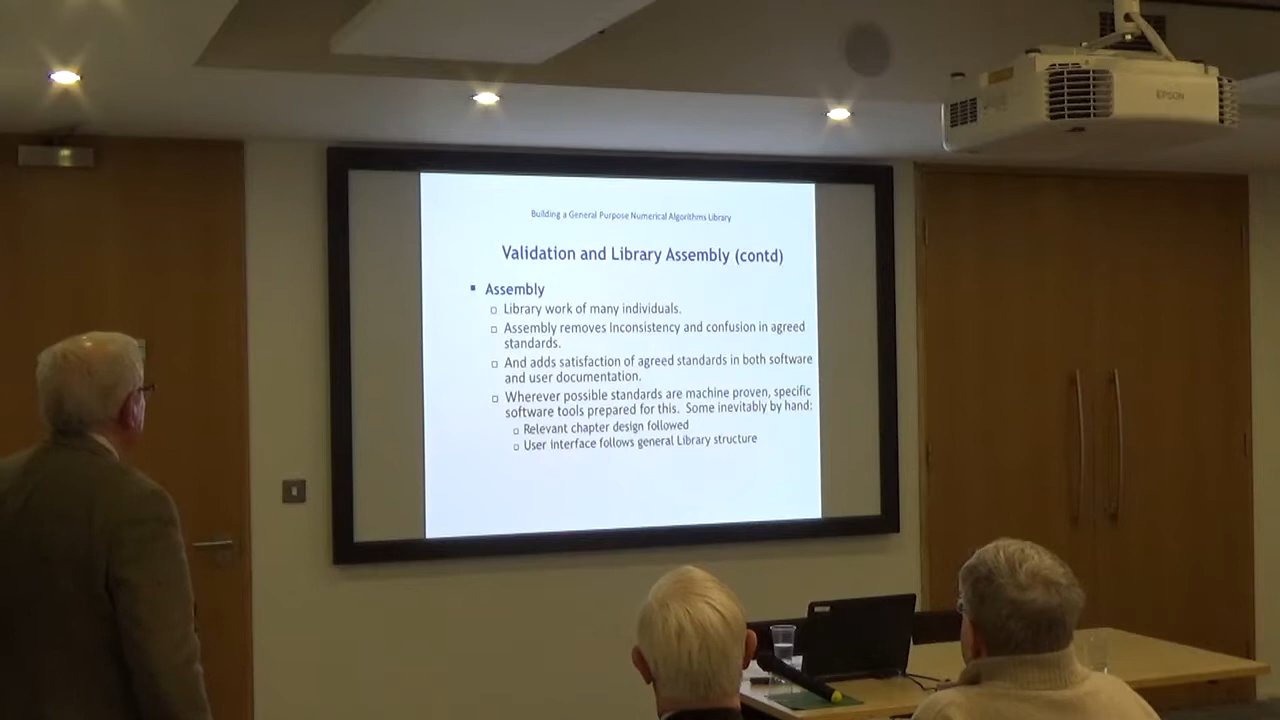 EPSON
Building a General Purpose Numerical Algorithms Library
Validation and Library Assembly (contd)
Assembly
Library work of many individuals.
Assembly removes Inconsistency and confusion in agreed
standards.
And adds satisfaction of agreed standards in both software
and user documentation.
Wherever possible standards are machine proven, specific
software tools prepared for this. Some inevitably by hand:
Relevant chapter design followed
User interface follows general Library structure